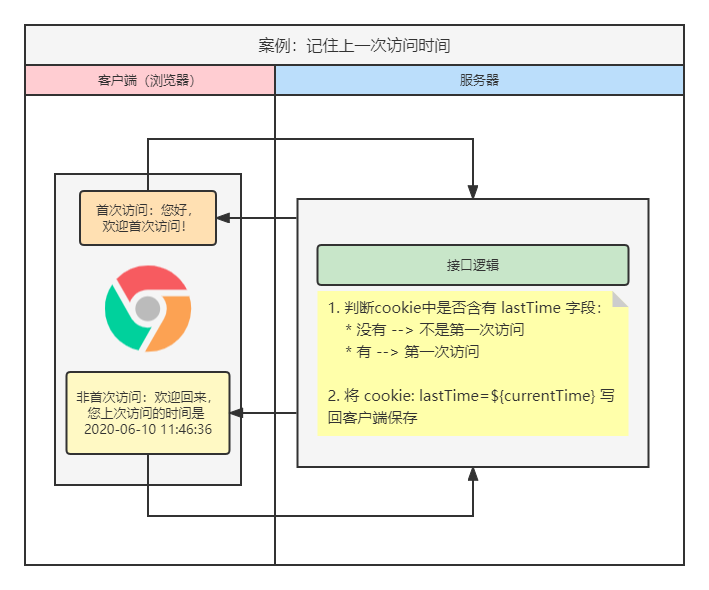 案例：记住上一次访问时间
客户端（浏览器）
服务器
首次访问：您好，
欢迎首次访问！
接口逻辑
1. 判断cookie中是否含有 lastTime 字段：
* 没有 --> 不是第一次访问
* 有 --> 第一次访问
2. 将 cookie: lastTime=${currentTime} 写
回客户端保存
非首次访问：欢迎回来，
您上次访问的时间是
2020-06-10 11:46:36